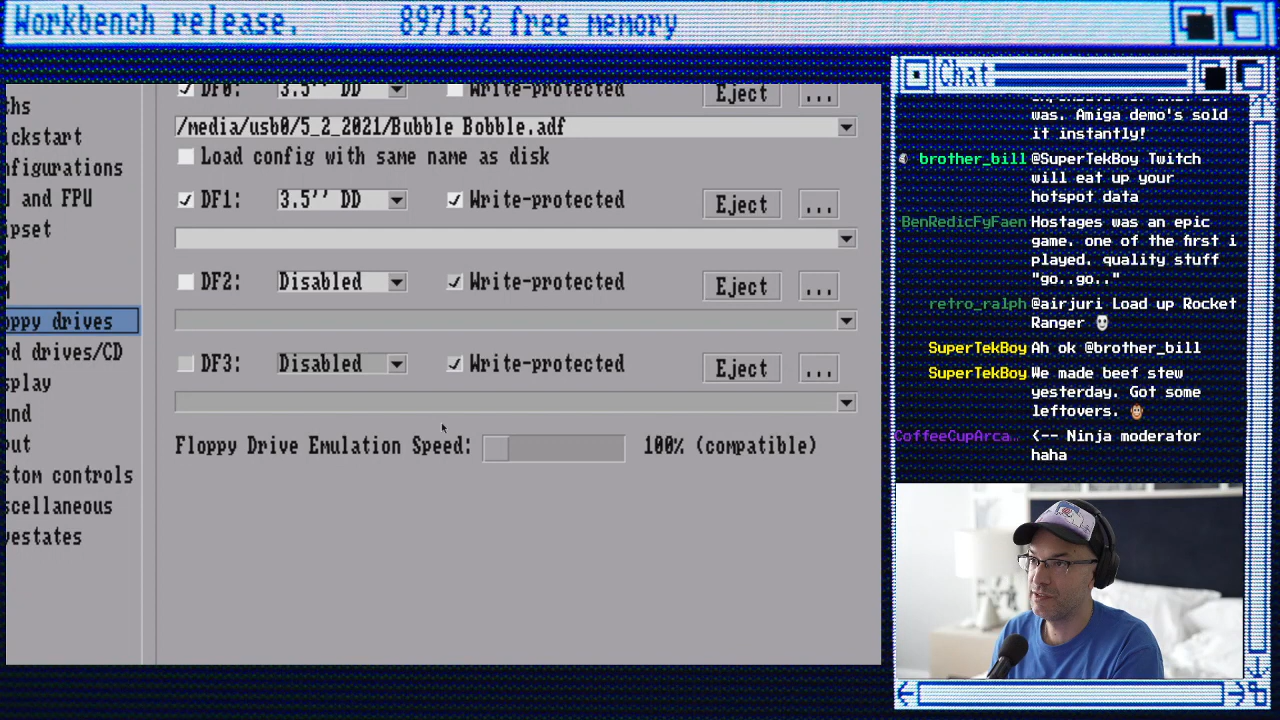 Workbench release. 897152 free memory
ths
ckstart
figurations
and FPU
pset
oppy drives
rd drives/CD
splay
und
out
stom controls
scellaneous
vestates
DF0: 3.5'' DD Write-protected Eject ...
/media/usb0/5_2_2021/Bubble Bobble.adf
Load config with same name as disk
DF1: 3.5'' DD Write-protected Eject ...
DF2: Disabled Write-protected Eject ...
DF3: Disabled Write-protected Eject ...
Floppy Drive Emulation Speed: 100% (compatible)
Chat
was. Amiga demo's sold
it instantly!
brother_bill @SuperTekBoy Twitch
will eat up your
hotspot data
BenRedicFyFaen Hostages was an epic
game. one of the first i
played. quality stuff
"go..go.."
retro_ralph @airjuri Load up Rocket
Ranger
SuperTekBoy Ah ok @brother_bill
SuperTekBoy We made beef stew
yesterday. Got some
leftovers.
CoffeeCupArca.. <-- Ninja moderator
haha